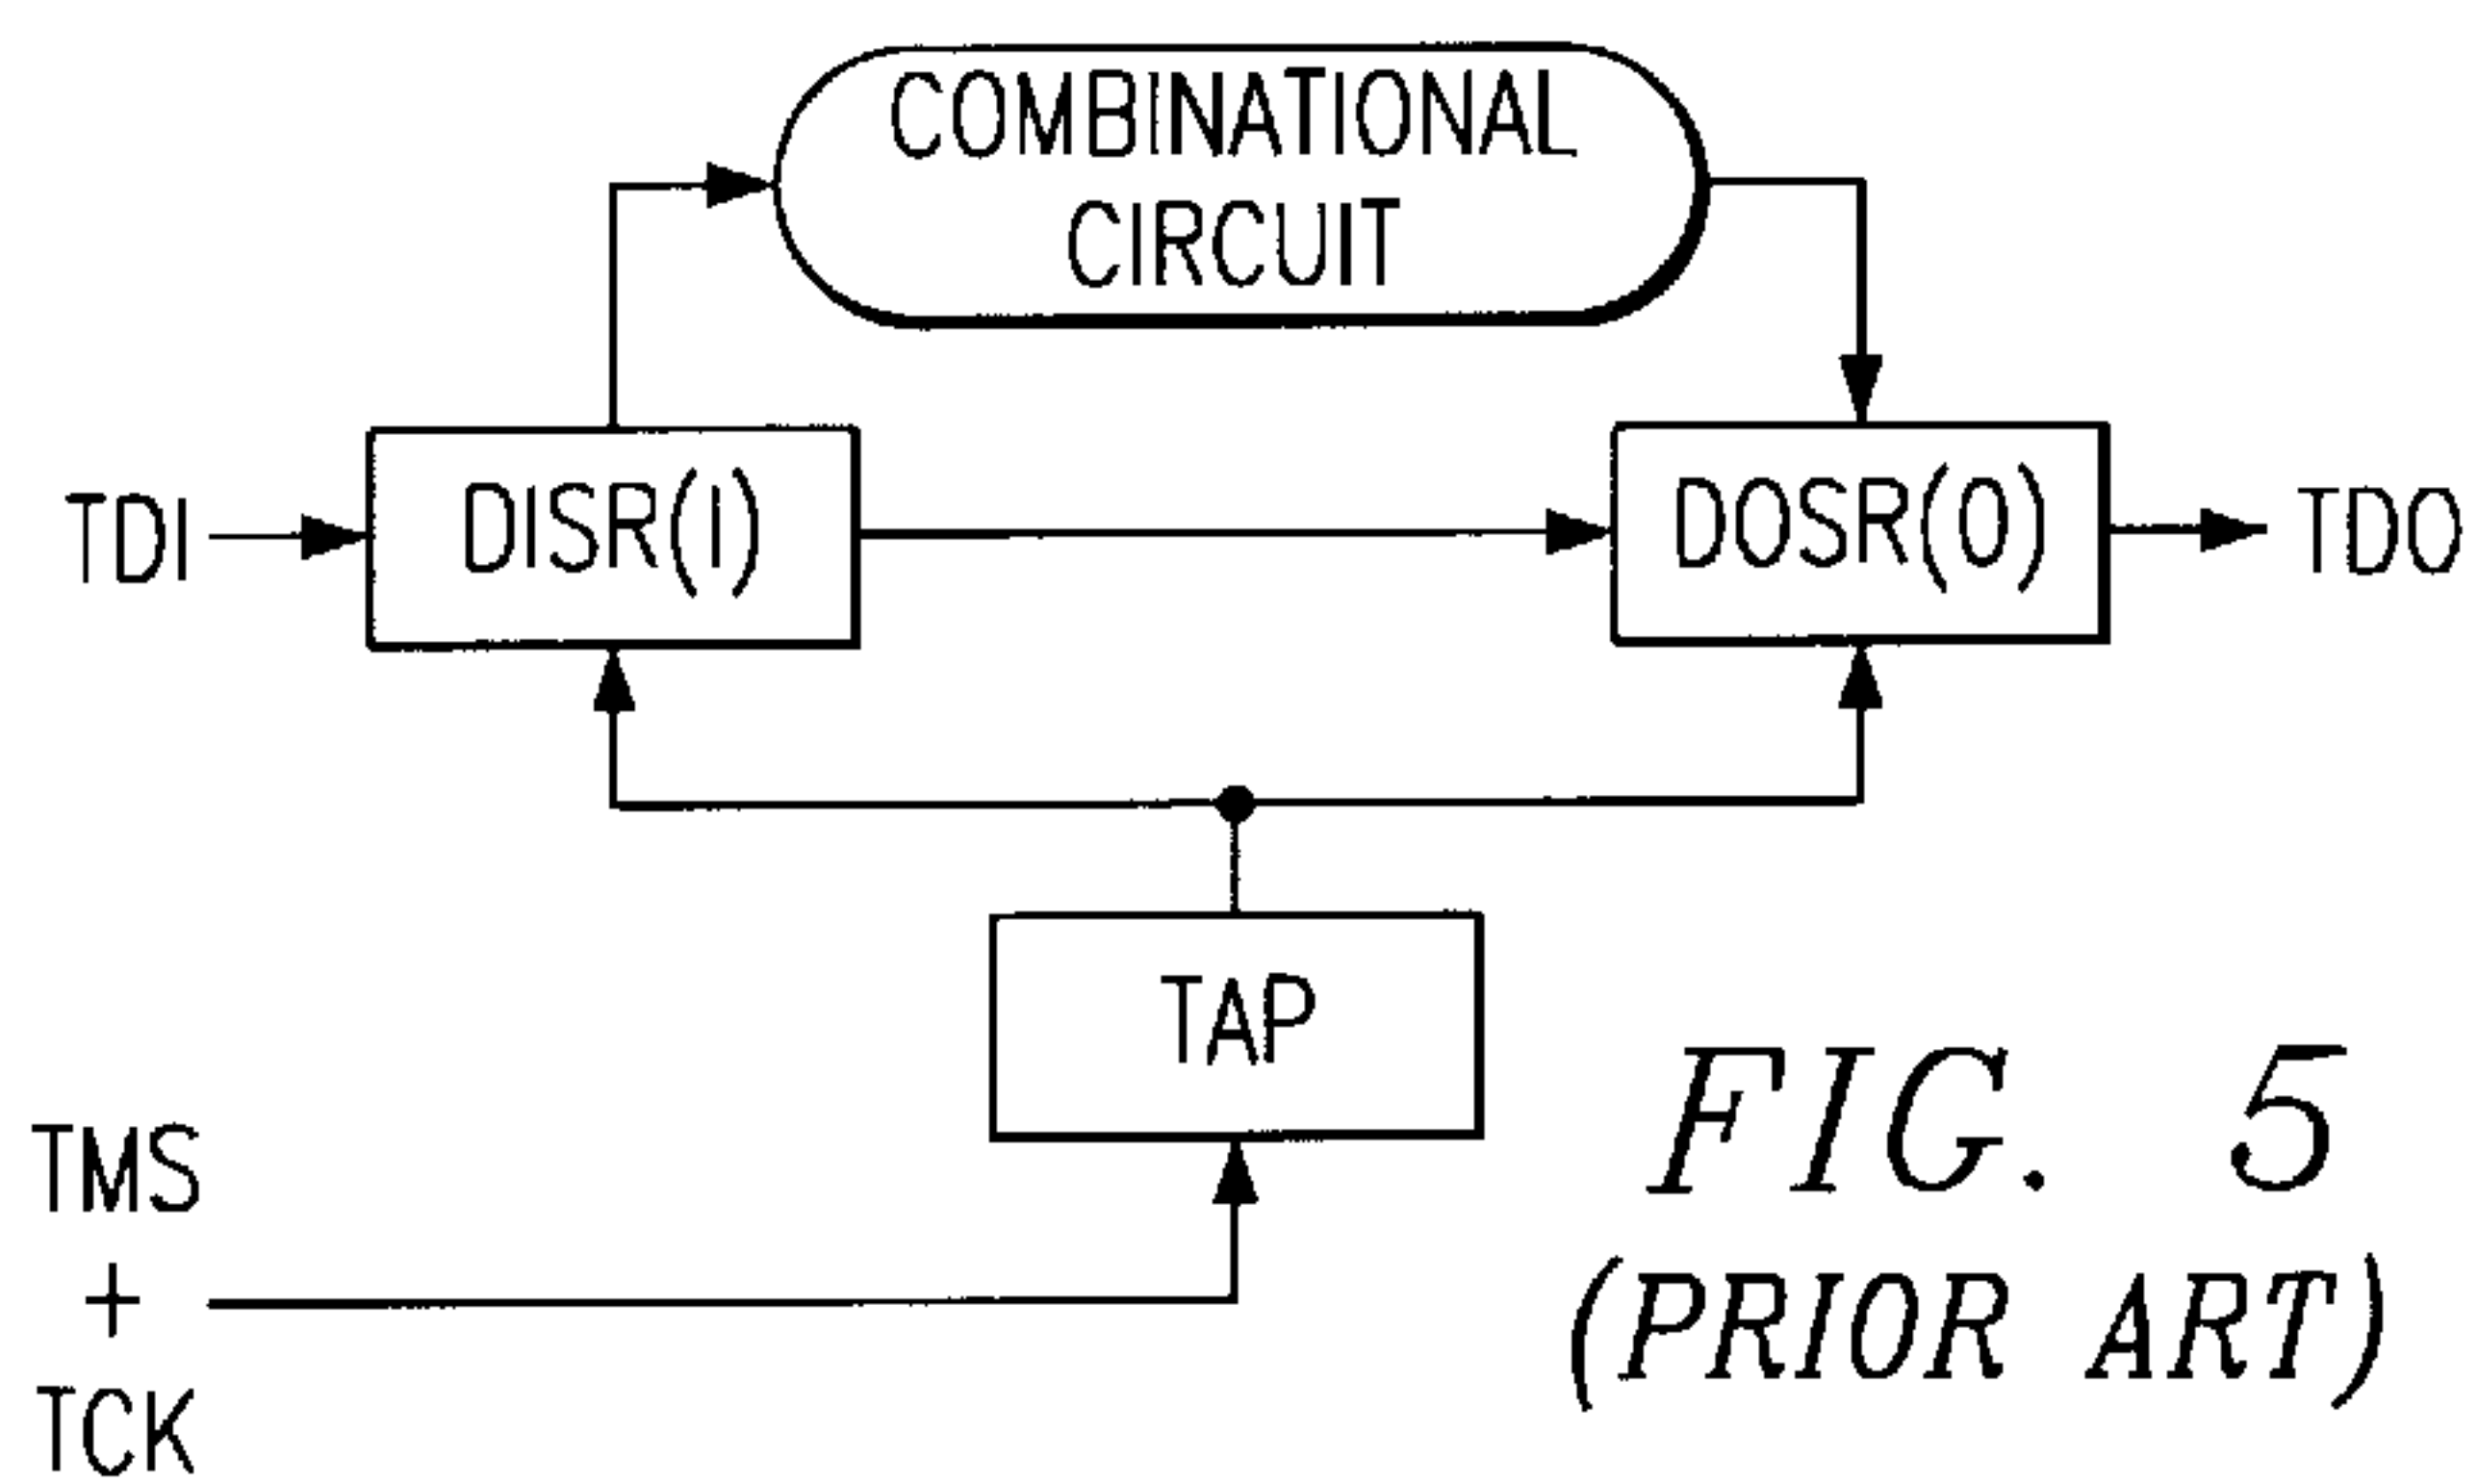 COMBINATIONAL
CIRCUIT
TDI
DISR(I)
DOSR(O)
TDO
TAP
TMS
+
TCK
FIG. 5
(PRIOR ART)